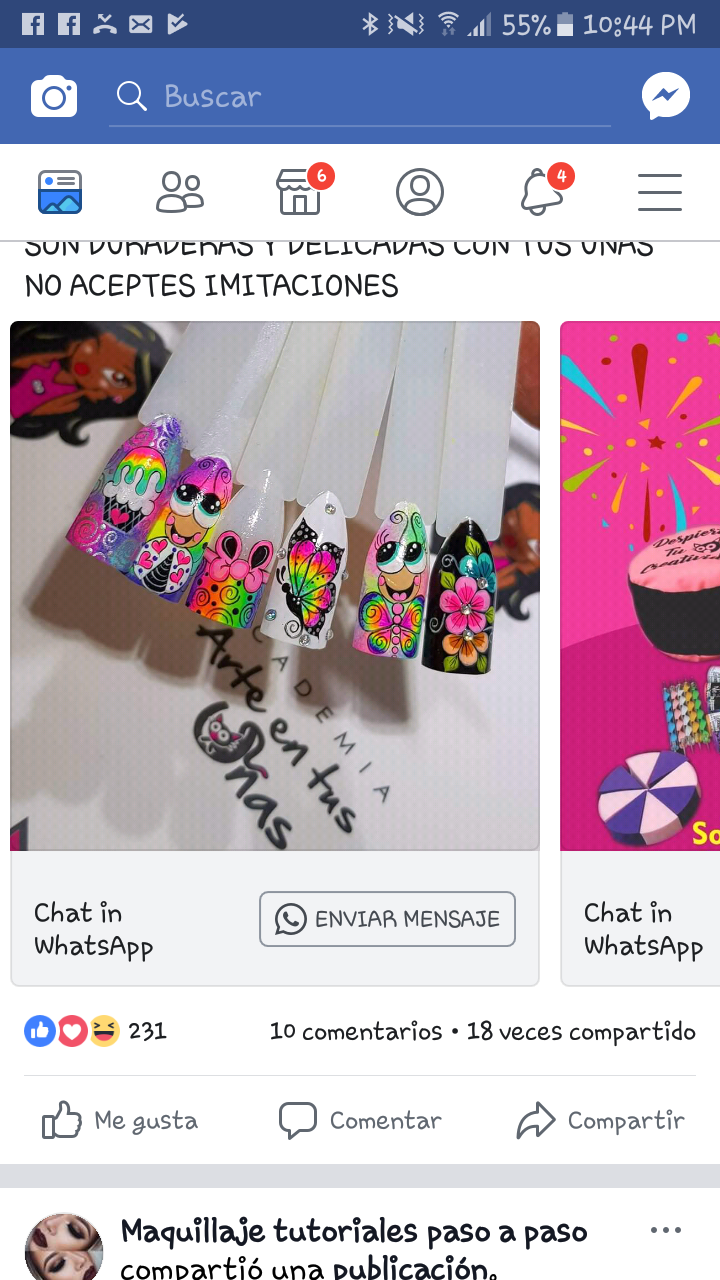 55% 10:44 PM
Buscar
6
4
SON DURADERAS Y DELICADAS CON TUS UÑAS
NO ACEPTES IMITACIONES
ACADEMIA
Arte en tus
Uñas
Tu
So
Chat in
WhatsApp
ENVIAR MENSAJE
Chat in
WhatsApp
231
10 comentarios • 18 veces compartido
Me gusta
Comentar
Compartir
Maquillaje tutoriales paso a paso
compartió una publicación.